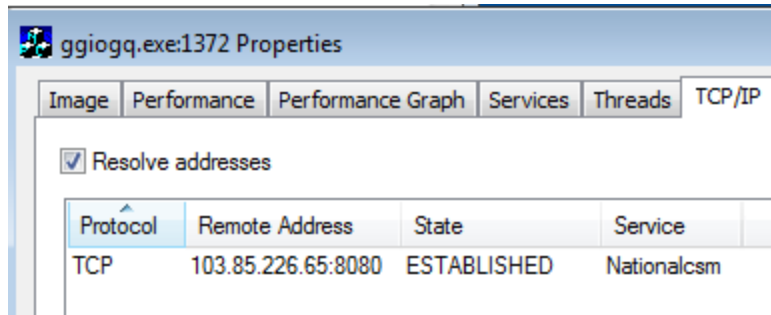 ggiogq.exe:1372 Properties
Image Performance Performance Graph Services Threads TCP/IP
Resolve addresses
Protocol Remote Address State Service
TCP 103.85.226.65:8080 ESTABLISHED Nationalcsm